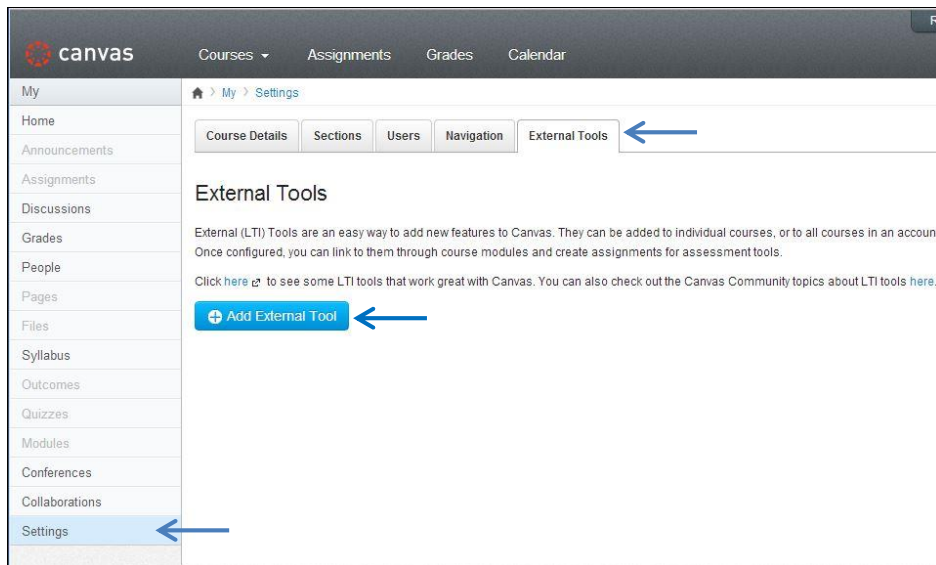 R
canvas
Courses Assignments Grades Calendar
My
My > Settings
Home
Announcements
Assignments
Discussions
Grades
People
Pages
Files
Syllabus
Outcomes
Quizzes
Modules
Conferences
Collaborations
Settings
Course Details Sections Users Navigation External Tools
External Tools
External (LTI) Tools are an easy way to add new features to Canvas. They can be added to individual courses, or to all courses in an accoun
Once configured, you can link to them through course modules and create assignments for assessment tools.
Click here to see some LTI tools that work great with Canvas. You can also check out the Canvas Community topics about LTI tools here.
Add External Tool